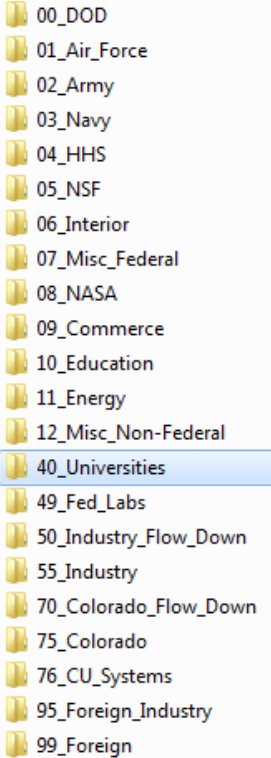 00_DOD
01_Air_Force
02_Army
03_Navy
04_HHS
05_NSF
06_Interior
07_Misc_Federal
08_NASA
09_Commerce
10_Education
11_Energy
12_Misc_Non-Federal
40_Universities
49_Fed_Labs
50_Industry_Flow_Down
55_Industry
70_Colorado_Flow_Down
75_Colorado
76_CU_Systems
95_Foreign_Industry
99_Foreign